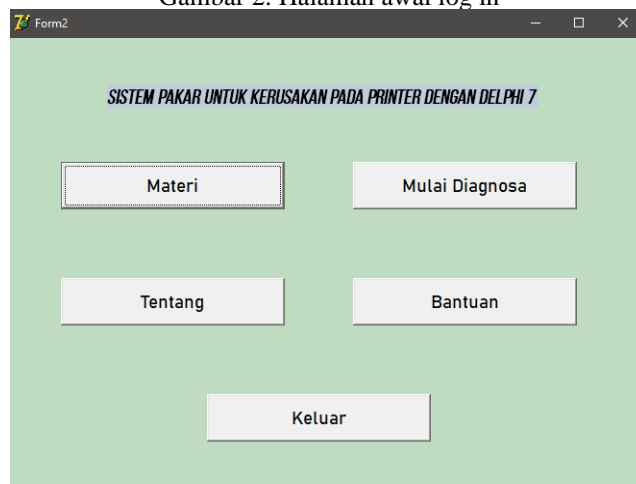 Gambar 2. Halaman awal log in
Form2
SISTEM PAKAR UNTUK KERUSAKAN PADA PRINTER DENGAN DELPHI 7
Materi
Mulai Diagnosa
Tentang
Bantuan
Keluar